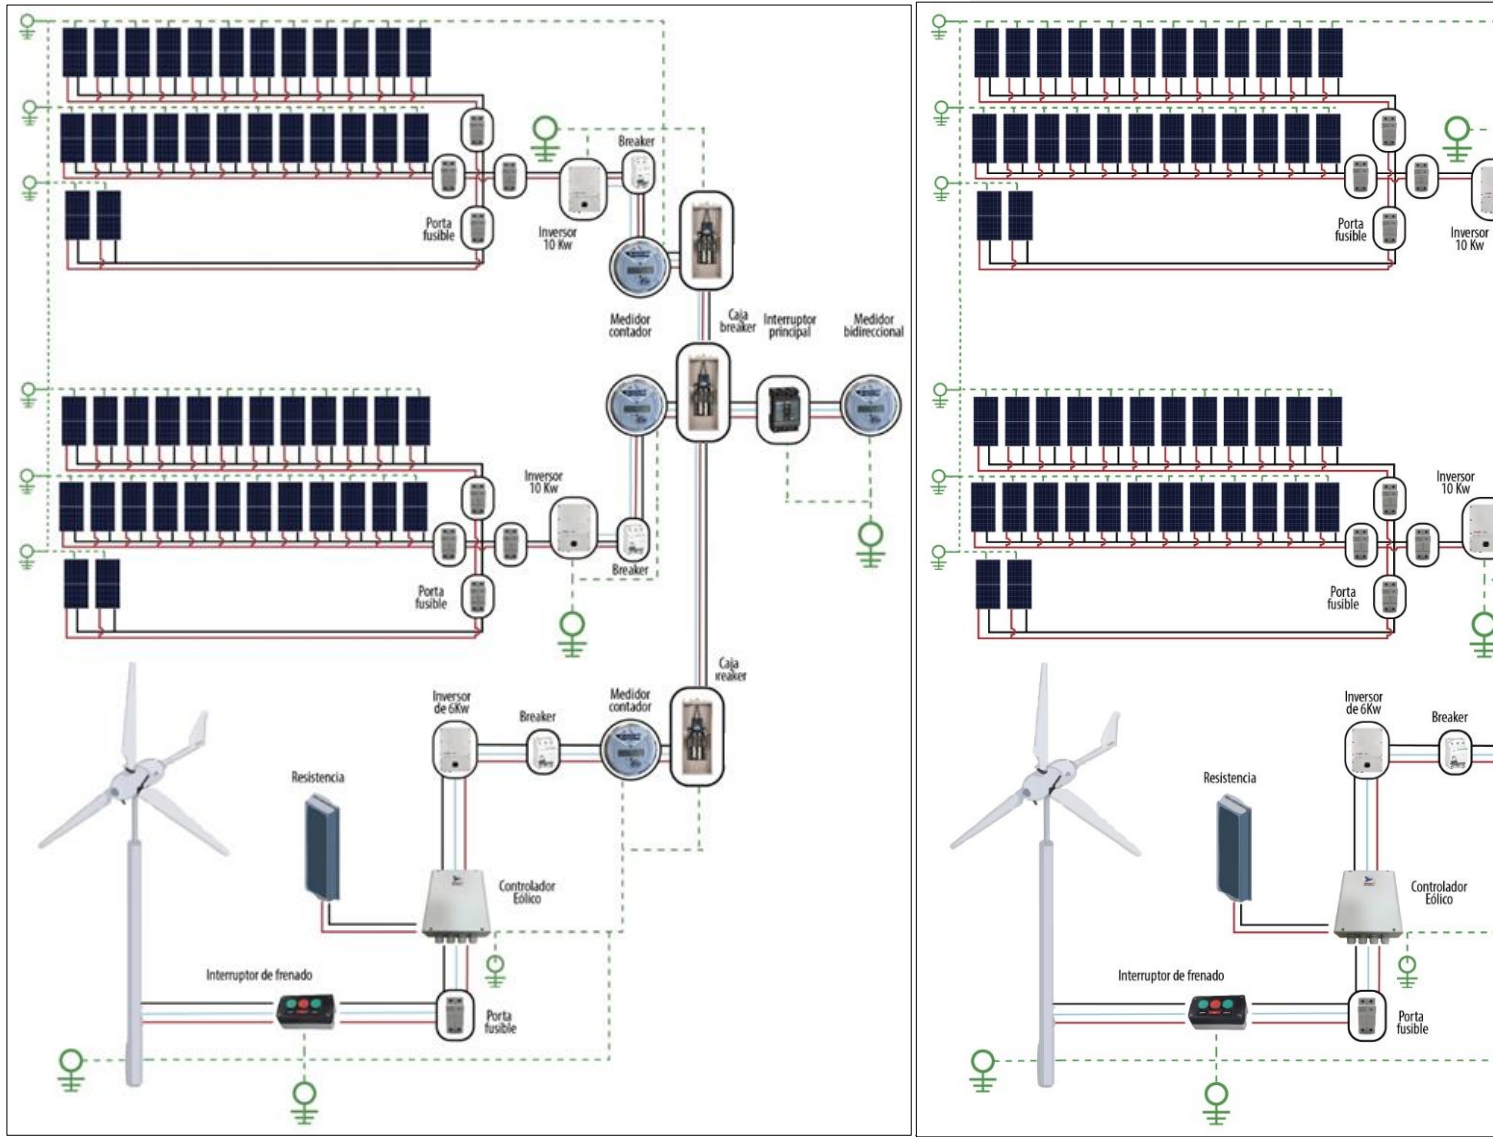 Breaker
Porta
fusible
Inversor
10 Kw
Medidor
contador
Caja
breaker
Interruptor
principal
Medidor
bidireccional
Inversor
10 Kw
Breaker
Porta
fusible
Caja
reaker
Inversor
de 6Kw
Breaker
Medidor
contador
Resistencia
Controlador
Eólico
Interruptor de frenado
Porta
fusible
Porta
fusible
Inversor
10 Kw
Inversor
10 Kw
Porta
fusible
Inversor
de 6Kw
Breaker
Resistencia
Controlador
Eólico
Interruptor de frenado
Porta
fusible